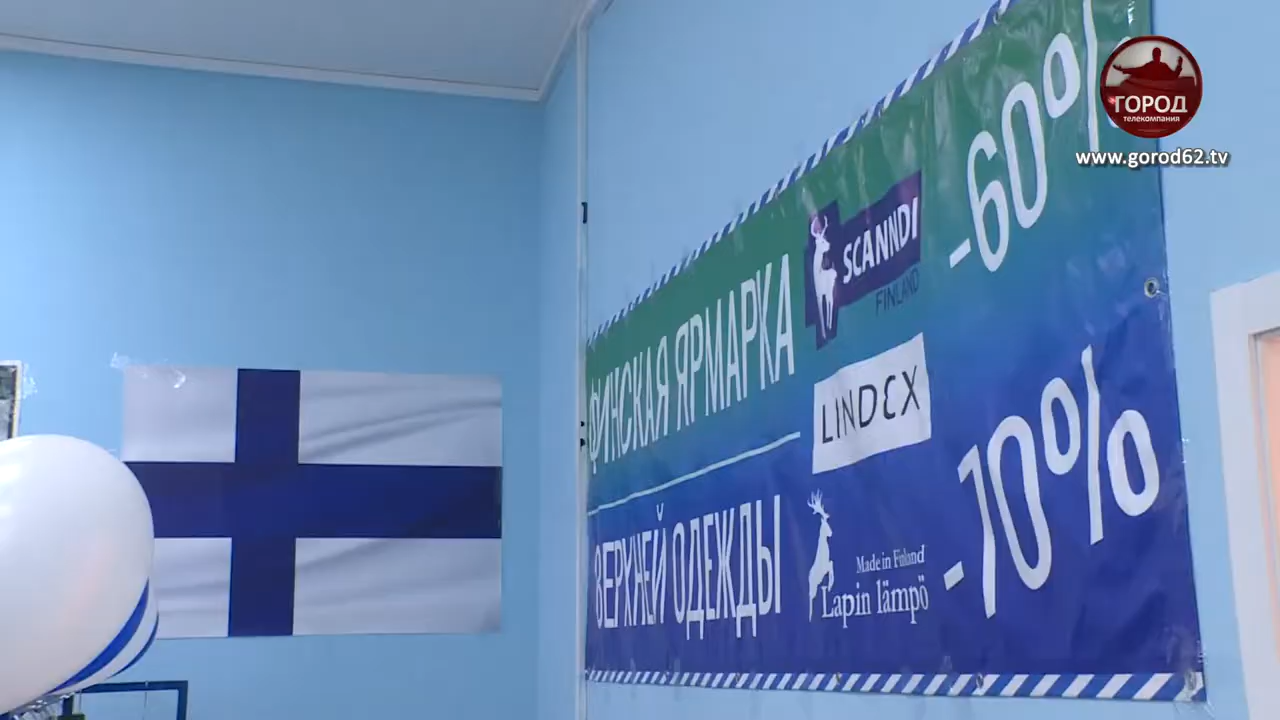 ГОРОД
телекомпания
www.gorod62.tv
ФИНСКАЯ ЯРМАРКА
ВЕРХНЕЙ ОДЕЖДЫ
SCANNDI
FINLAND
LINDEX
Made in Finland
Lapin lämpö
-60%
-70%